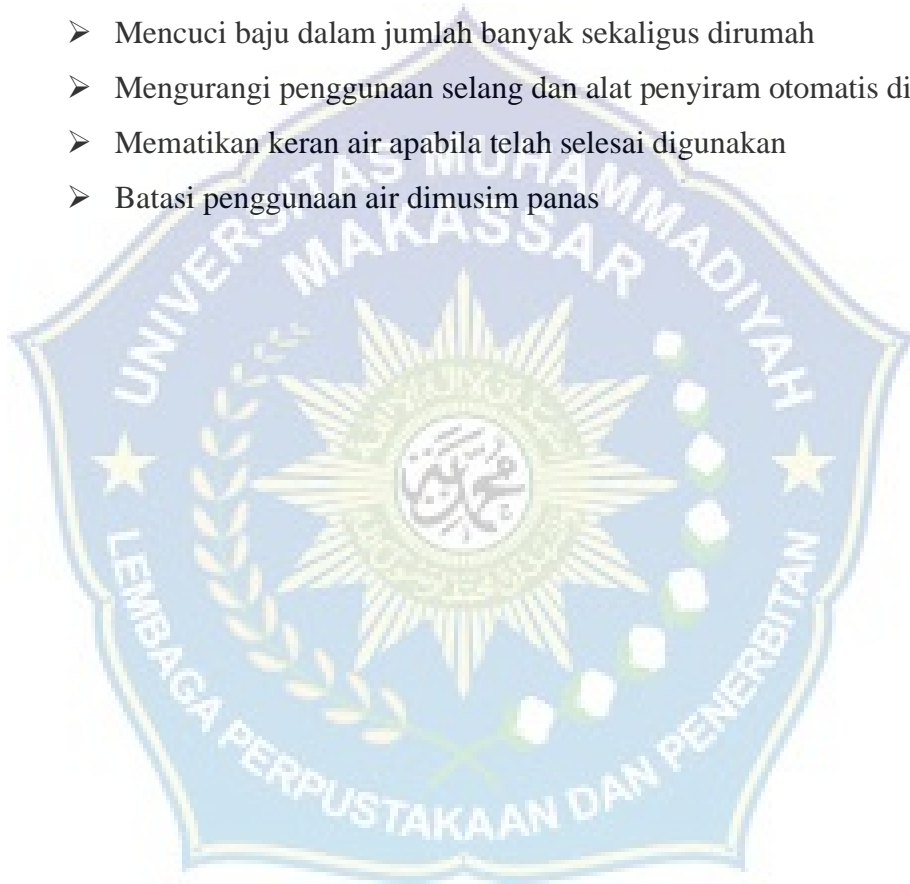 ➢ Mencuci baju dalam jumlah banyak sekaligus dirumah
➢ Mengurangi penggunaan selang dan alat penyiram otomatis di
➢ Mematikan keran air apabila telah selesai digunakan
➢ Batasi penggunaan air dimusim panas
UNIVERSITAS MUHAMMADIYAH
MAKASSAR
LEMBAGA PERPUSTAKAAN DAN PENERBITAN